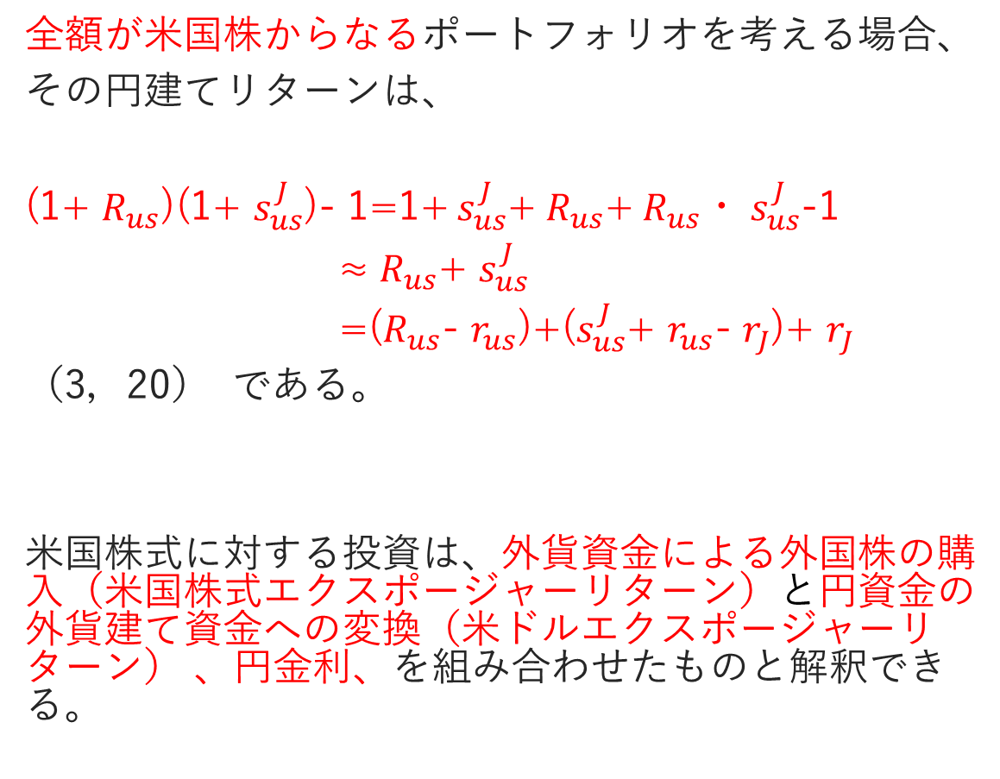 全額が米国株からなるポートフォリオを考える場合、
その円建てリターンは、
(1+ R_{us})(1+ s_{us}^{J})- 1=1+ s_{us}^{J}+ R_{us}+ R_{us}・ s_{us}^{J}-1
≈ R_{us}+ s_{us}^{J}
=(R_{us}- r_{us})+(s_{us}^{J}+ r_{us}- r_{J})+ r_{J}
（3，20） である。
米国株式に対する投資は、外貨資金による外国株の購
入（米国株式エクスポージャーリターン）と円資金の
外貨建て資金への変換（米ドルエクスポージャーリ
ターン）、円金利、を組み合わせたものと解釈でき
る。